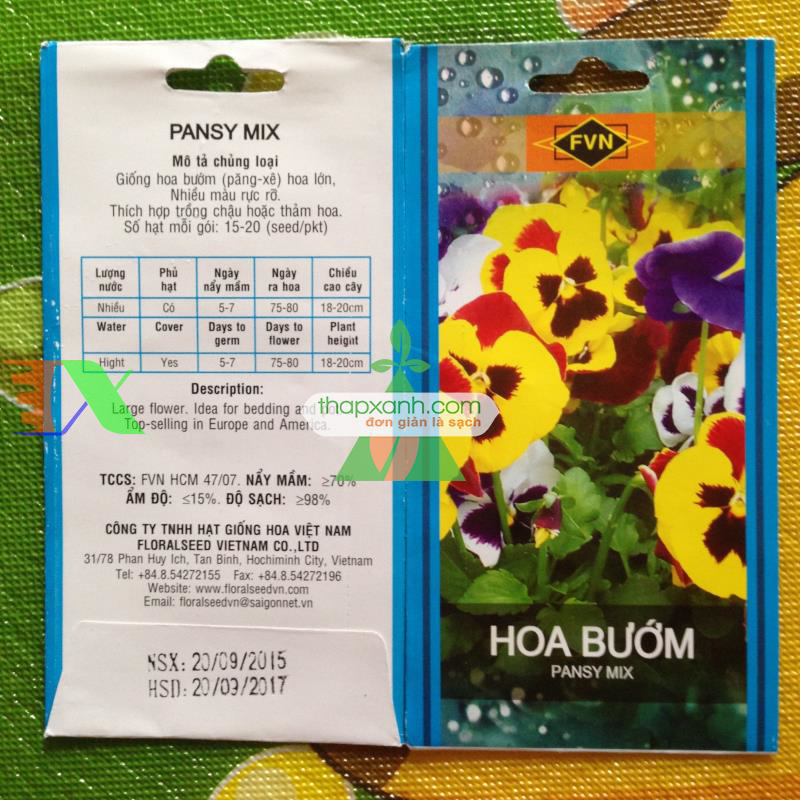 PANSY MIX
Mô tả chủng loại
Giống hoa bướm (păng-xê) hoa lớn,
Nhiều màu rực rỡ.
Thích hợp trồng chậu hoặc thảm hoa.
Số hạt mỗi gói: 15-20 (seed/pkt)
Lượng nước Phủ hạt Ngày nẩy mầm Ngày ra hoa Chiều cao cây
Nhiều Có 5-7 75-80 18-20cm
Water Cover Days to germ Days to flower Plant heignt
Hight Yes 5-7 75-80 18-20cm
Description:
Large flower. Idea for bedding and
Top-selling in Europe and America.
TCCS: FVN HCM 47/07. NẨY MẦM: ≥70%
ẨM ĐỘ: ≤15%. ĐỘ SẠCH: ≥98%
CÔNG TY TNHH HẠT GIỐNG HOA VIỆT NAM
FLORALSEED VIETNAM CO.,LTD
31/78 Phan Huy Ich, Tan Binh, Hochiminh City, Vietnam
Tel: +84.8.54272155 Fax: +84.8.54272196
Website: www.floralseedvn.com
Email: floralseedvn@saigonnet.vn
NSX: 20/09/2015
HSD: 20/09/2017
FVN
HOA BƯỚM
PANSY MIX
thapxanh.com
đơn giản là sạch